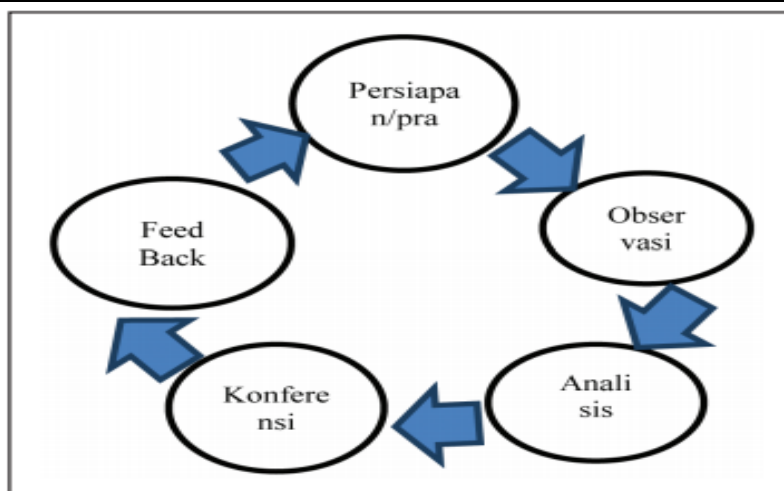 Persiapa
n/pra
Obser
vasi
Anali
sis
Konfere
nsi
Feed
Back